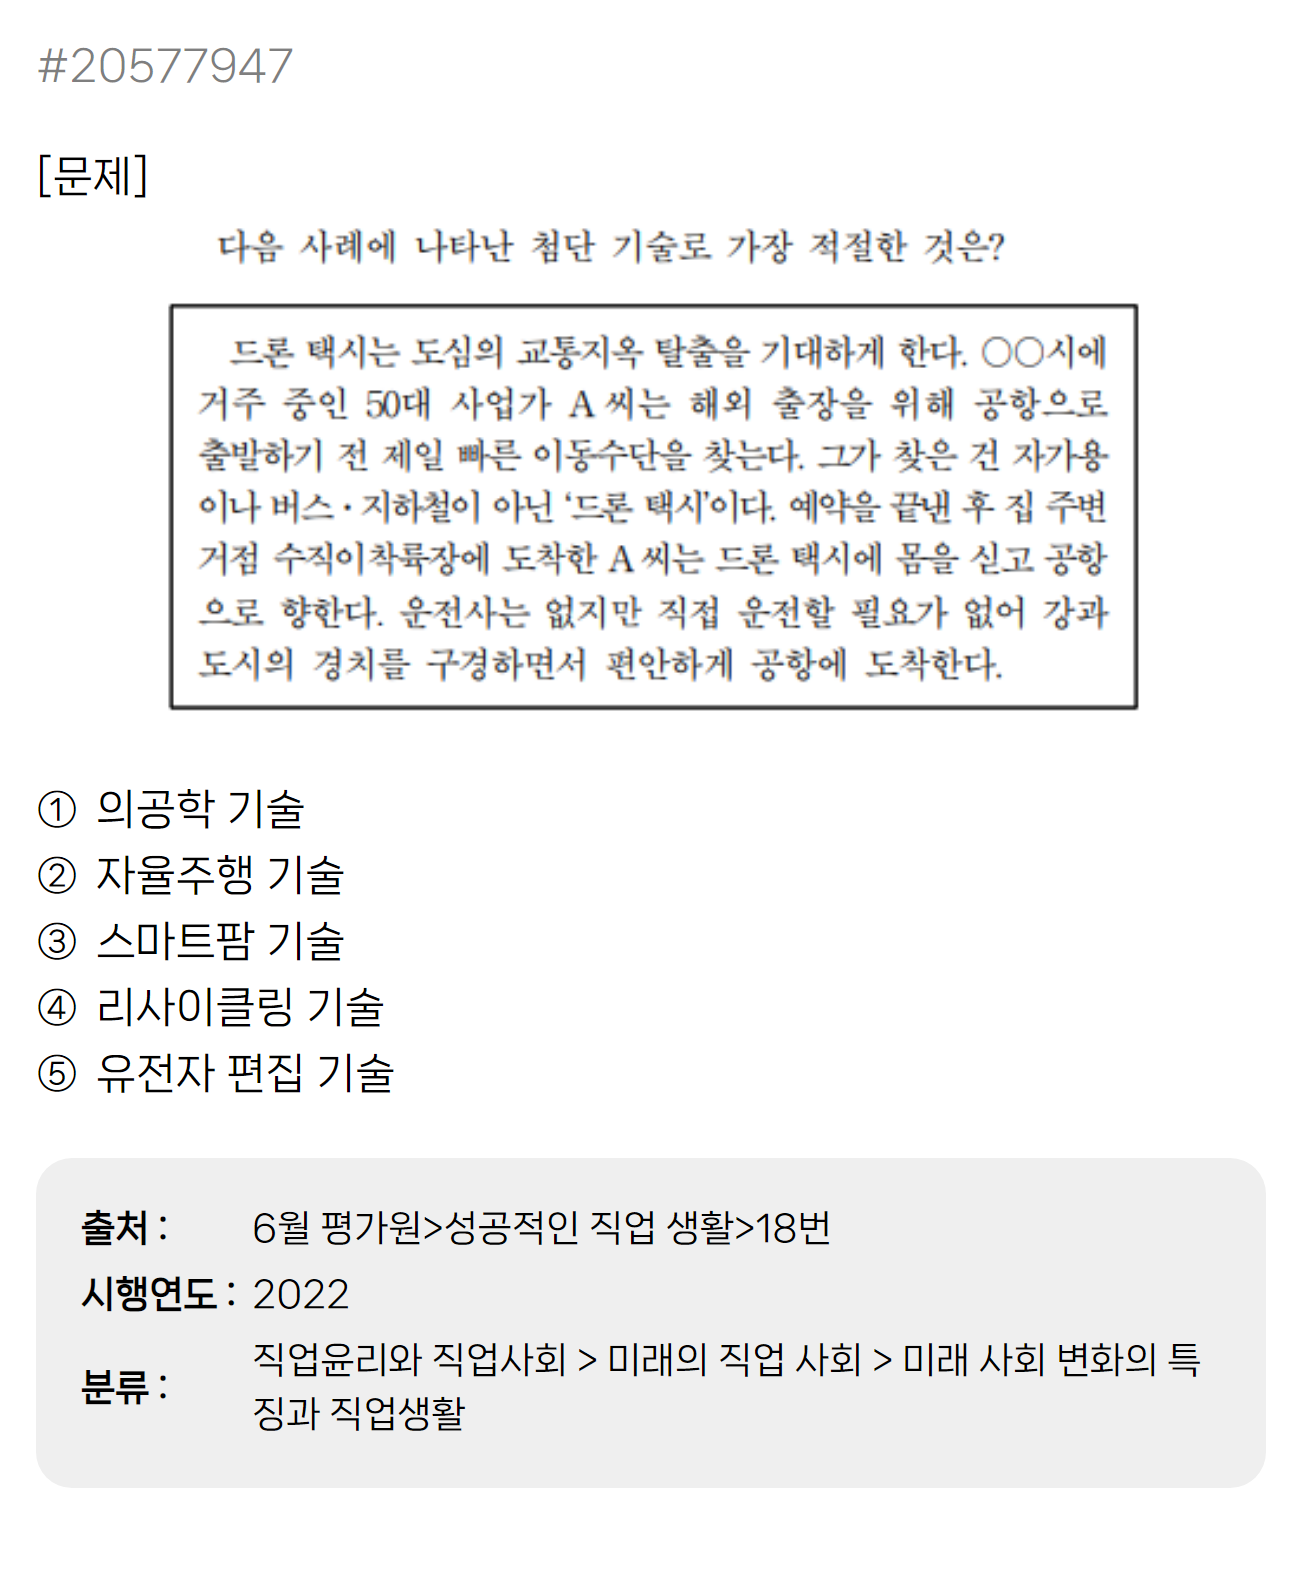 #20577947
[문제]
다음 사례에 나타난 첨단 기술로 가장 적절한 것은?
드론 택시는 도심의 교통지옥 탈출을 기대하게 한다. ○○시에
거주 중인 50대 사업가 A 씨는 해외 출장을 위해 공항으로
출발하기 전 제일 빠른 이동수단을 찾는다. 그가 찾은 건 자가용
이나 버스·지하철이 아닌 ‘드론 택시’이다. 예약을 끝낸 후 집 주변
거점 수직이착륙장에 도착한 A 씨는 드론 택시에 몸을 싣고 공항
으로 향한다. 운전사는 없지만 직접 운전할 필요가 없어 강과
도시의 경치를 구경하면서 편안하게 공항에 도착한다.
① 의공학 기술
② 자율주행 기술
③ 스마트팜 기술
④ 리사이클링 기술
⑤ 유전자 편집 기술
출처 : 6월 평가원>성공적인 직업 생활>18번
시행연도 : 2022
분류 : 직업윤리와 직업사회 > 미래의 직업 사회 > 미래 사회 변화의 특
징과 직업생활